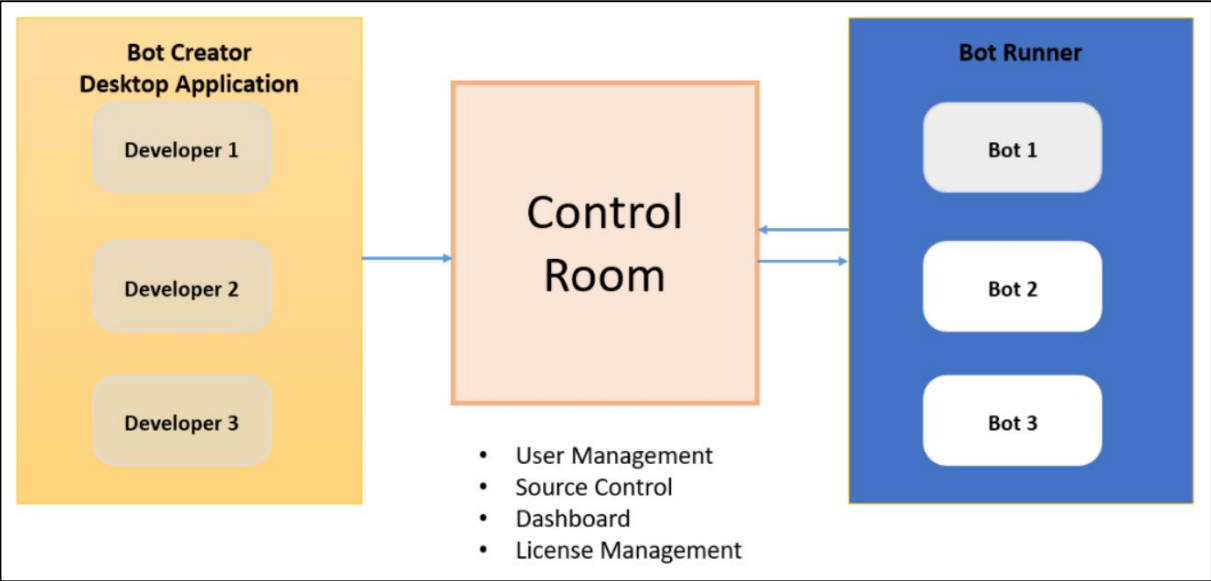 Bot Creator
Desktop Application
Developer 1
Developer 2
Developer 3
Control
Room
• User Management
• Source Control
• Dashboard
• License Management
Bot Runner
Bot 1
Bot 2
Bot 3